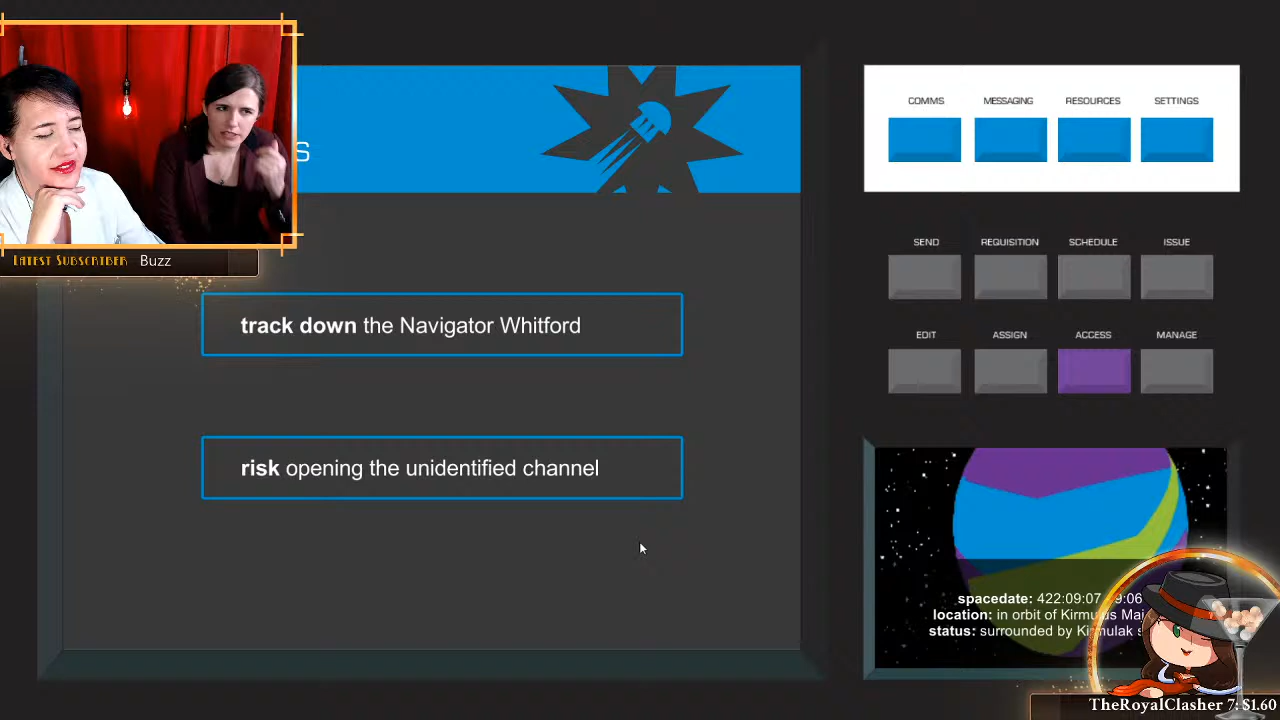 S
COMMS MESSAGING RESOURCES SETTINGS
LATEST SUBSCRIBER Buzz
SEND REQUISITION SCHEDULE ISSUE
track down the Navigator Whitford
EDIT ASSIGN ACCESS MANAGE
risk opening the unidentified channel
spacedate: 422:09:07
location: in orbit of
status: surrounded by
TheRoyalClasher 7: $1.60